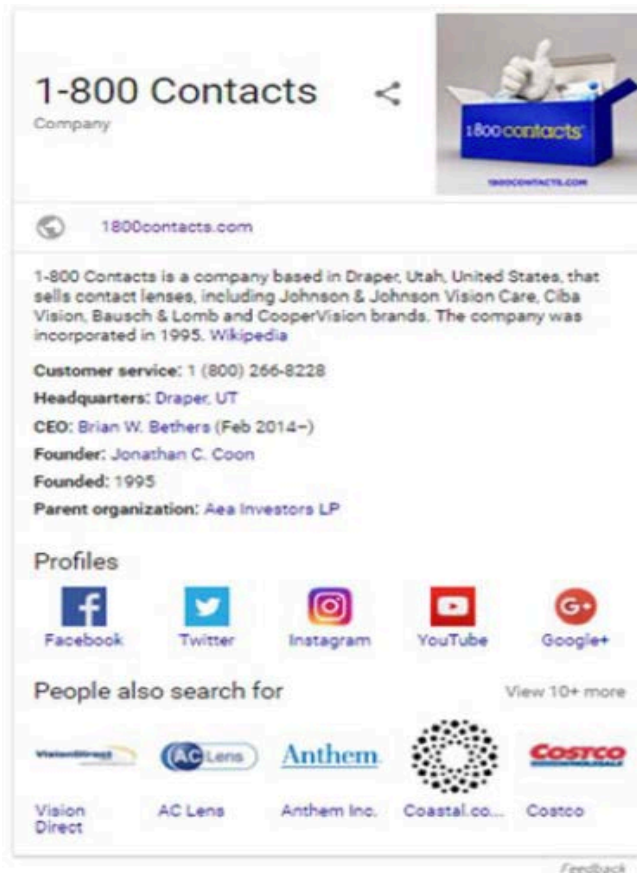 1-800 Contacts
Company
1800contacts
1800CONTACTS.COM
1800contacts.com
1-800 Contacts is a company based in Draper, Utah, United States, that
sells contact lenses, including Johnson & Johnson Vision Care, Ciba
Vision, Bausch & Lomb and CooperVision brands. The company was
incorporated in 1995. Wikipedia
Customer service: 1 (800) 266-8228
Headquarters: Draper, UT
CEO: Brian W. Bethers (Feb 2014–)
Founder: Jonathan C. Coon
Founded: 1995
Parent organization: Aea Investors LP
Profiles
Facebook Twitter Instagram YouTube Google+
People also search for View 10+ more
VisionDirect AC Lens Anthem COSTCO
Vision Direct AC Lens Anthem Inc. Coastal.co... Costco
Feedback